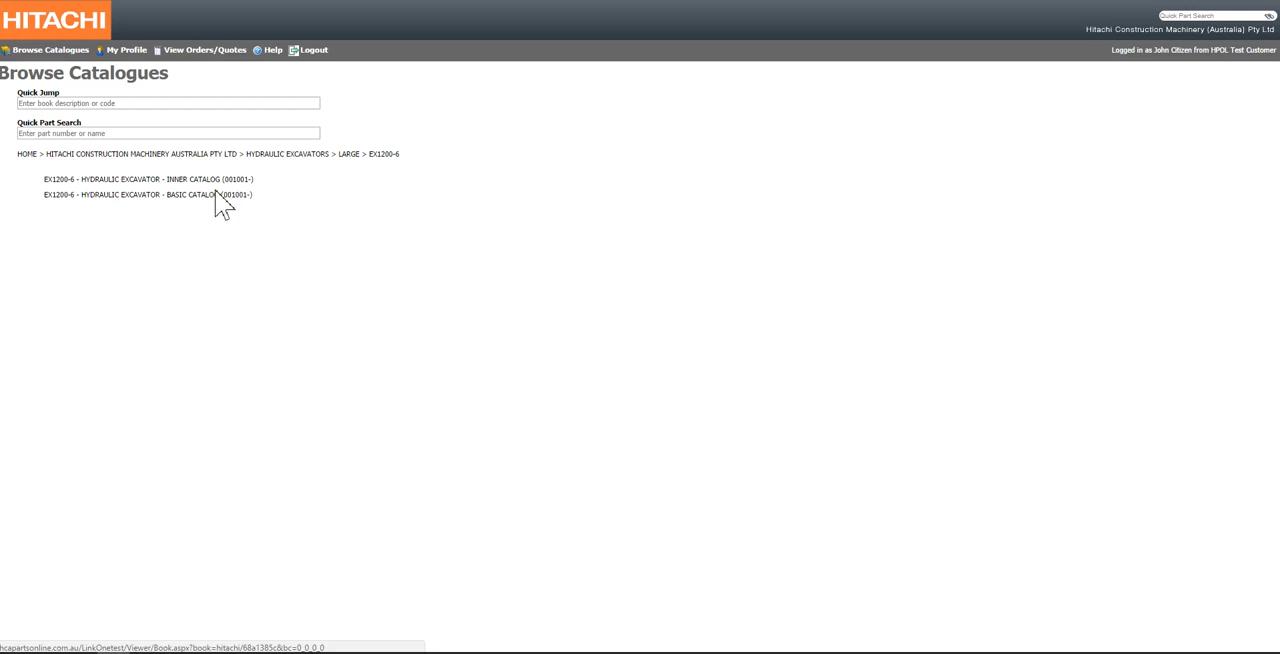 HITACHI
Quick Part Search
Hitachi Construction Machinery (Australia) Pty Ltd
Browse Catalogues My Profile View Orders/Quotes Help Logout Logged in as John Citizen from HPOL Test Customer
Browse Catalogues
Quick Jump
Enter book description or code
Quick Part Search
Enter part number or name
HOME > HITACHI CONSTRUCTION MACHINERY AUSTRALIA PTY LTD > HYDRAULIC EXCAVATORS > LARGE > EX1200-6
EX1200-6 - HYDRAULIC EXCAVATOR - INNER CATALOG (001001-)
EX1200-6 - HYDRAULIC EXCAVATOR - BASIC CATALOG (001001-)
hcapartsonline.com.au/LinkOnetest/Viewer/Book.aspx?book=hitachi/68a1385c&bc=0_0_0_0